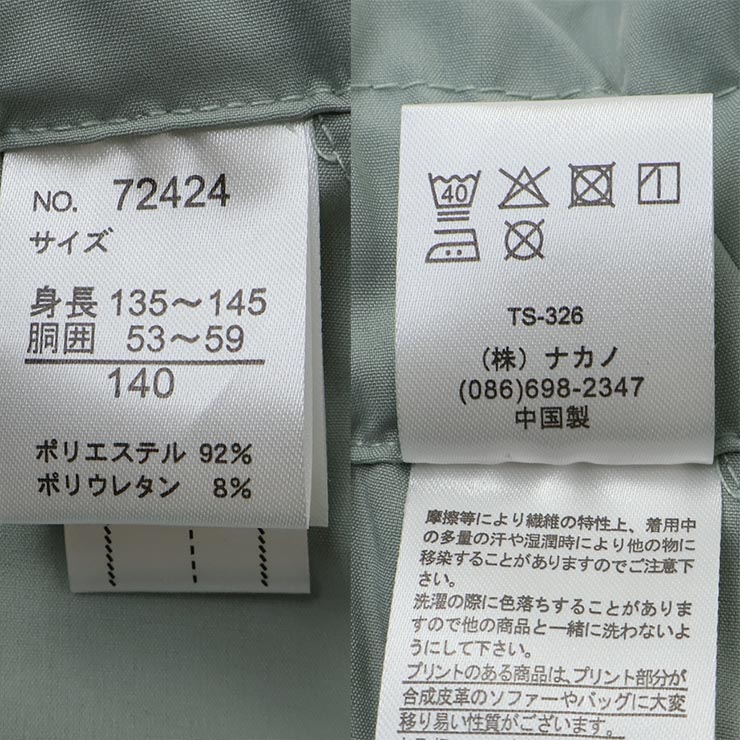 NO. 72424
サイズ
身長 135～145
胴囲 53～59
140
ポリエステル 92%
ポリウレタン 8%
40
TS-326
(株) ナカノ
(086)698-2347
中国製
摩擦等により繊維の特性上、着用中
の多量の汗や湿潤時により他の物に
移染することがありますのでご注意下
さい。
洗濯の際に色落ちすることがありま
すので他の商品と一緒に洗わないよ
うにして下さい。
プリントのある商品は、プリント部分が
合成皮革のソファーやバッグに大変
移り易い性質がございます。